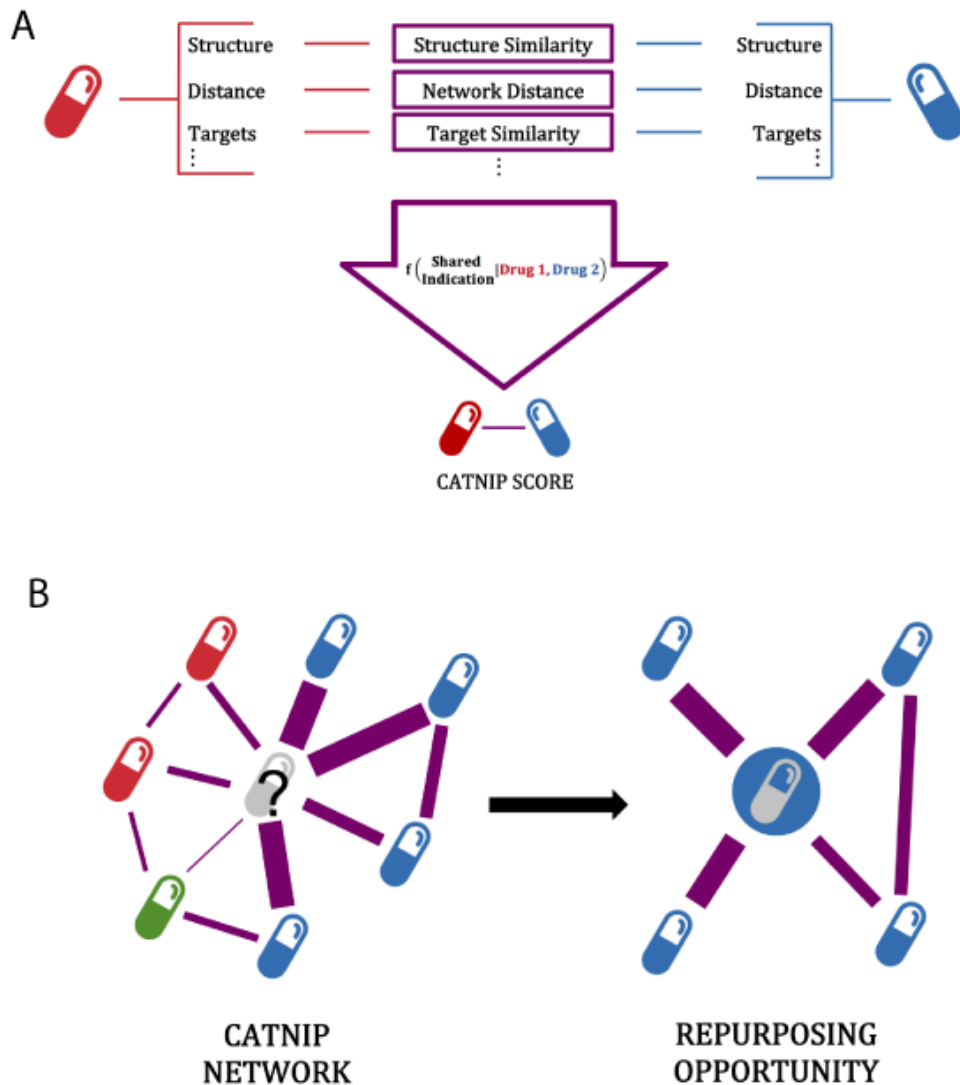 A
Structure Structure Similarity Structure
Distance Network Distance Distance
Targets Target Similarity Targets
⋮ ⋮ ⋮
f(Shared Indication|Drug 1, Drug 2)
CATNIP SCORE
B
?
CATNIP
NETWORK
REPURPOSING
OPPORTUNITY